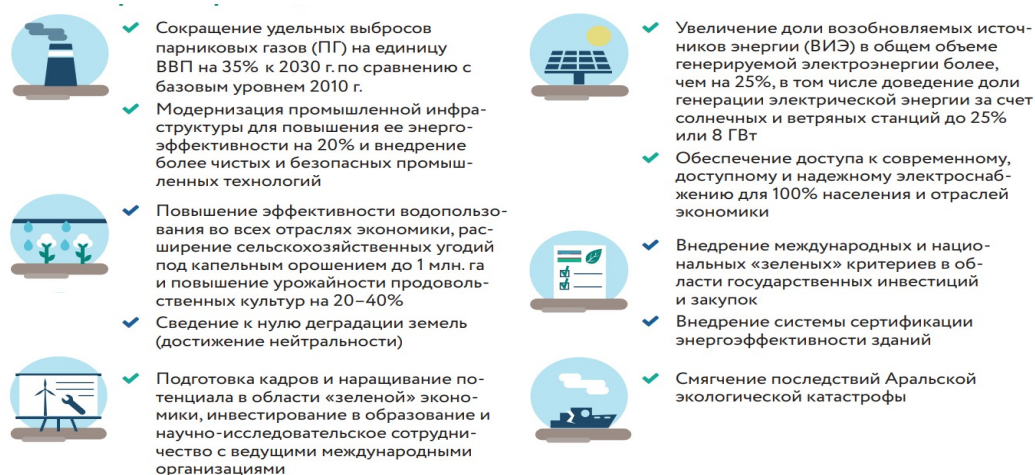 Сокращение удельных выбросов
парниковых газов (ПГ) на единицу
ВВП на 35% к 2030 г. по сравнению с
базовым уровнем 2010 г.
Модернизация промышленной инфра-
структуры для повышения ее энерго-
эффективности на 20% и внедрение
более чистых и безопасных промыш-
ленных технологий
Повышение эффективности водопользо-
вания во всех отраслях экономики, рас-
ширение сельскохозяйственных угодий
под капельным орошением до 1 млн. га
и повышение урожайности продоволь-
ственных культур на 20–40%
Сведение к нулю деградации земель
(достижение нейтральности)
Подготовка кадров и наращивание по-
тенциала в области «зеленой» эконо-
мики, инвестирование в образование и
научно-исследовательское сотрудни-
чество с ведущими международными
организациями
Увеличение доли возобновляемых источ-
ников энергии (ВИЭ) в общем объеме
генерируемой электроэнергии более,
чем на 25%, в том числе доведение доли
генерации электрической энергии за счет
солнечных и ветряных станций до 25%
или 8 ГВт
Обеспечение доступа к современному,
доступному и надежному электроснаб-
жению для 100% населения и отраслей
экономики
Внедрение международных и нацио-
нальных «зеленых» критериев в об-
ласти государственных инвестиций
и закупок
Внедрение системы сертификации
энергоэффективности зданий
Смягчение последствий Аральской
экологической катастрофы